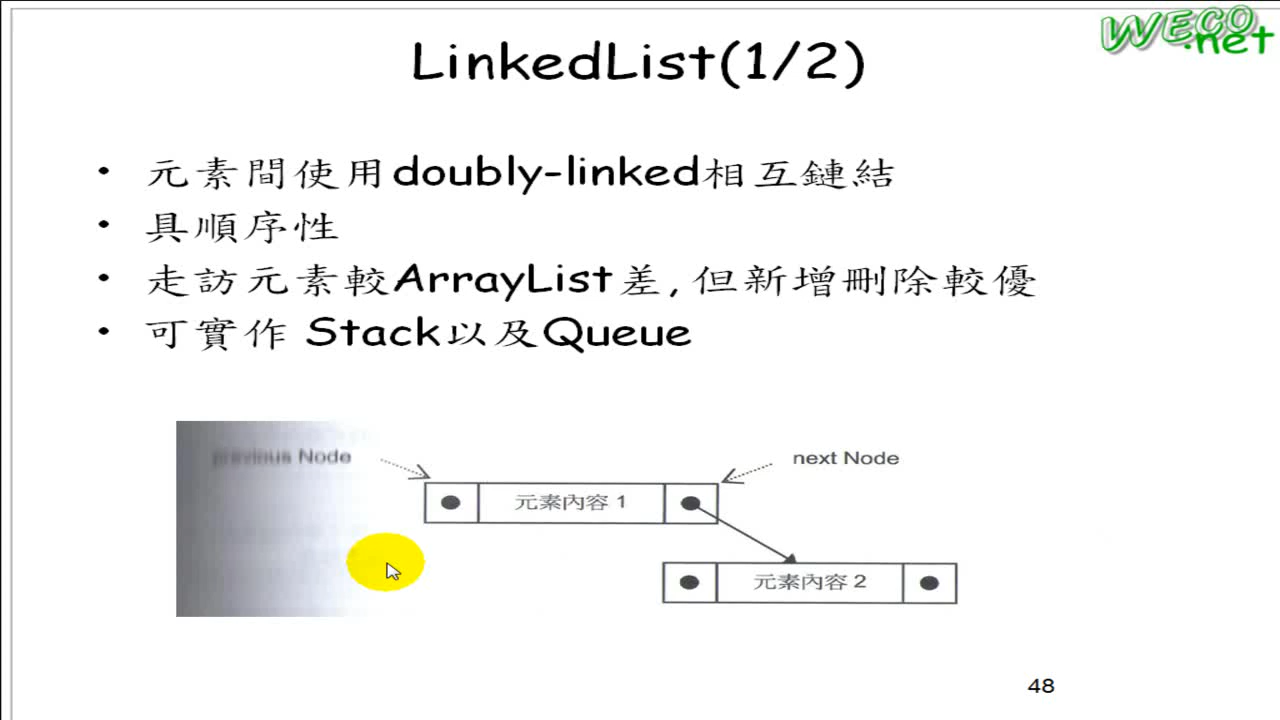 WECO
.net
LinkedList(1/2)
• 元素間使用doubly-linked相互鏈結
• 具順序性
• 走訪元素較ArrayList差,但新增刪除較優
• 可實作 Stack以及Queue
previous Node
next Node
元素內容 1
元素內容 2
48